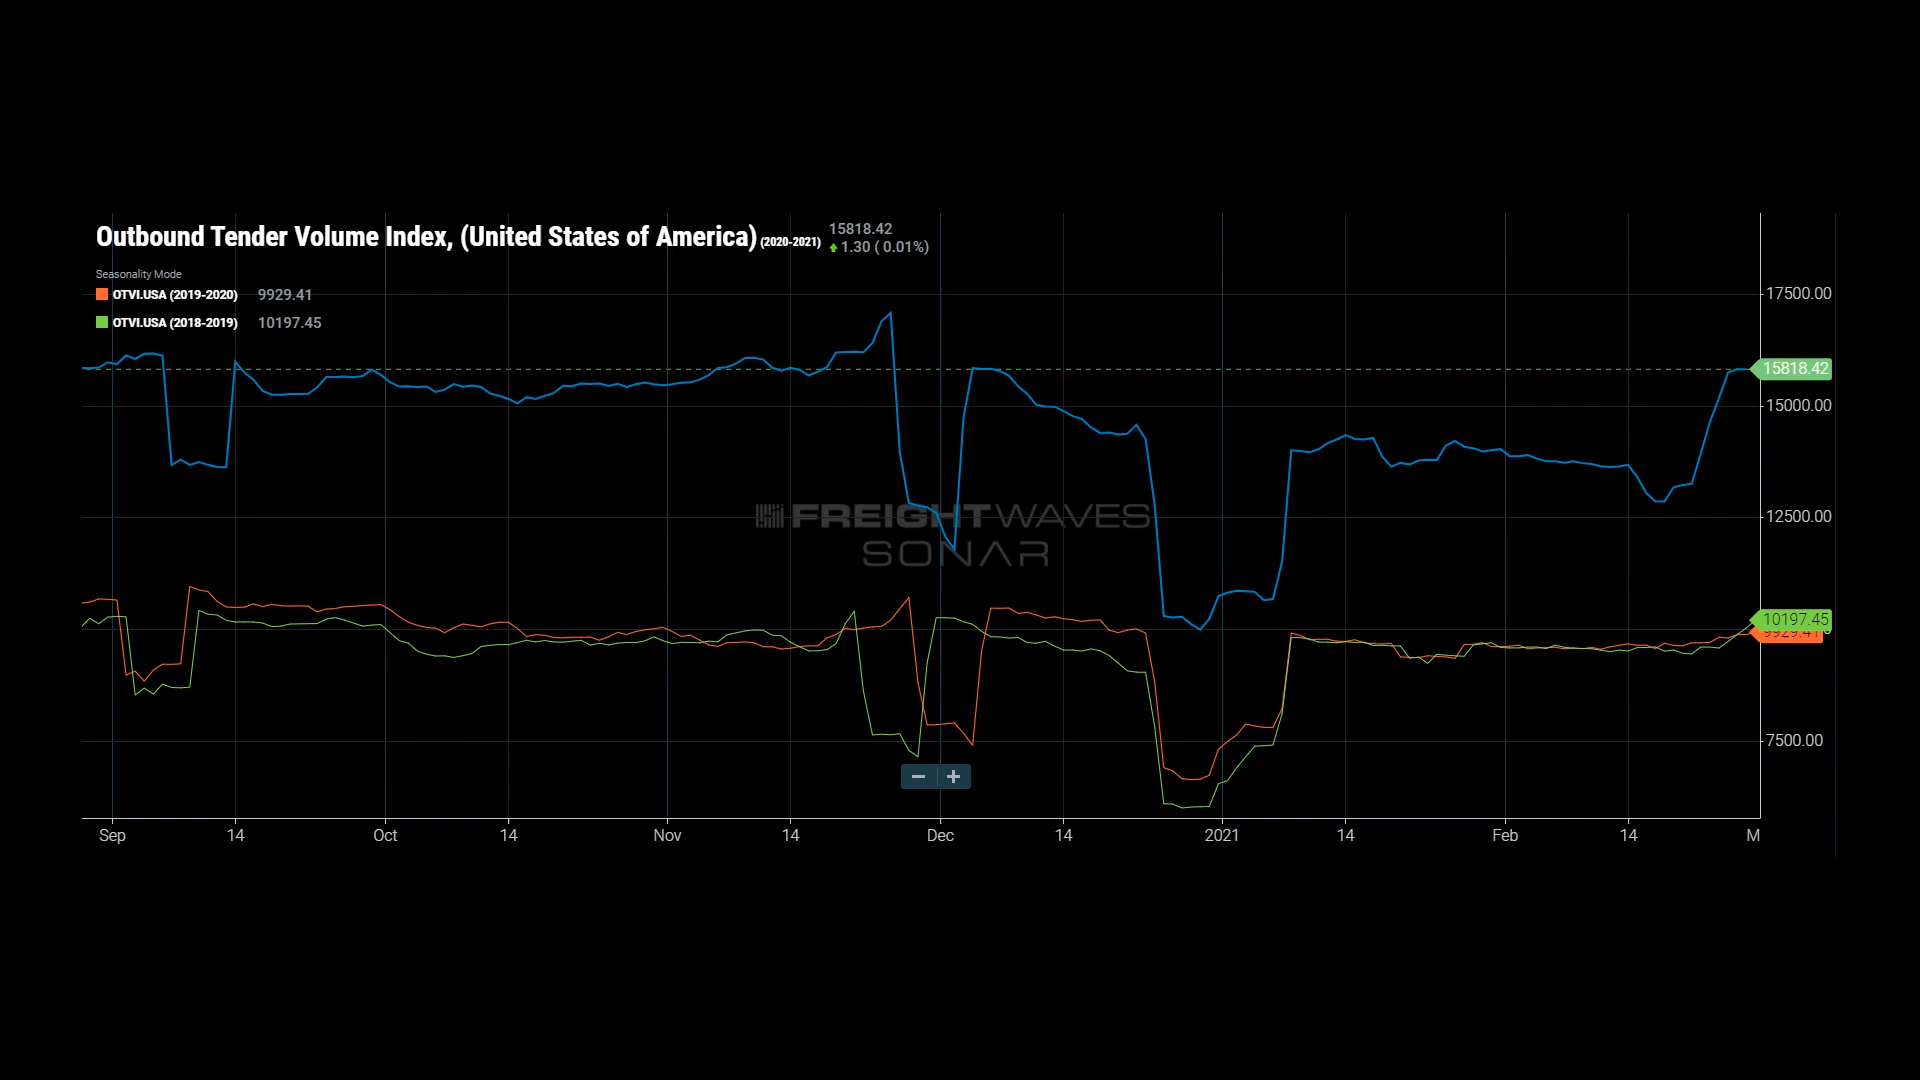 Outbound Tender Volume Index, (United States of America) (2020-2021) 15818.42
1.30 ( 0.01%)
Seasonality Mode
OTVI.USA (2019-2020) 9929.41
OTVI.USA (2018-2019) 10197.45
17500.00
15818.42
15000.00
FREIGHTWAVES
12500.00
SONAR
10197.45
9929.41
7500.00
− +
Sep 14 Oct 14 Nov 14 Dec 14 2021 14 Feb 14 M